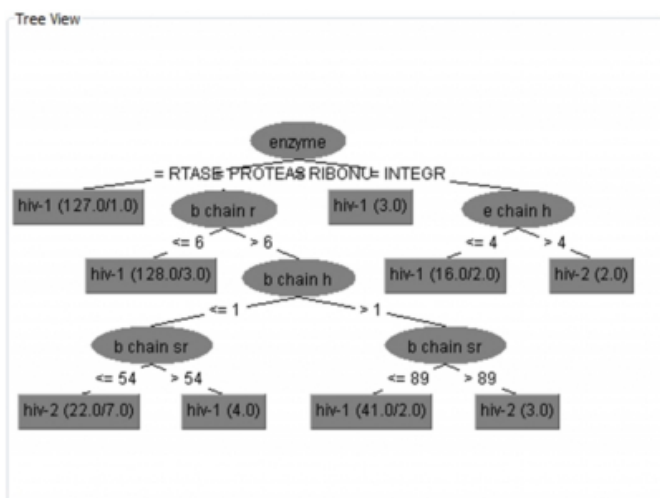 Tree View
enzyme
= RTASE = PROTEAS = RIBONU = INTEGR
hiv-1 (127.0/1.0) b chain r hiv-1 (3.0) e chain h
<= 6 > 6 <= 4 > 4
hiv-1 (128.0/3.0) b chain h hiv-1 (16.0/2.0) hiv-2 (2.0)
<= 1 > 1
b chain sr b chain sr
<= 54 > 54 <= 89 > 89
hiv-2 (22.0/7.0) hiv-1 (4.0) hiv-1 (41.0/2.0) hiv-2 (3.0)